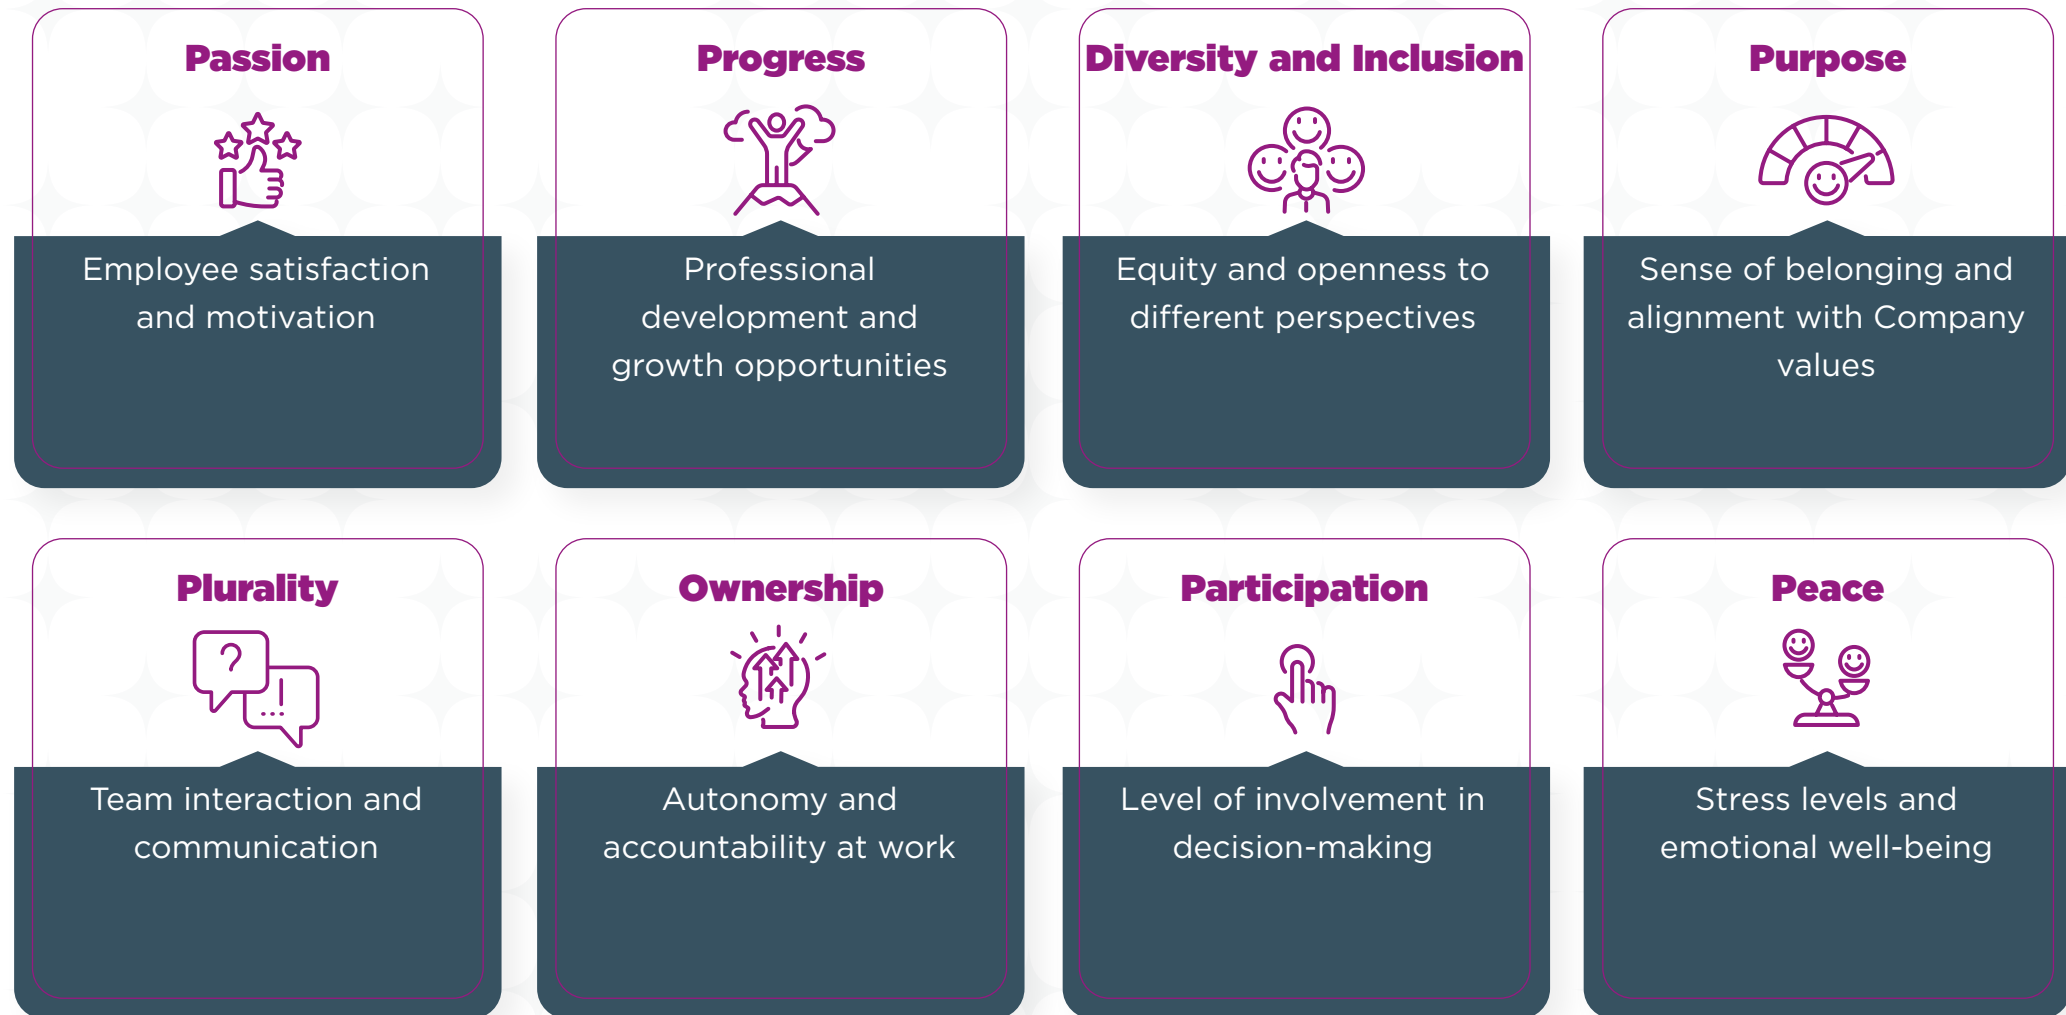 Passion
Employee satisfaction
and motivation
Progress
Professional
development and
growth opportunities
Diversity and Inclusion
Equity and openness to
different perspectives
Purpose
Sense of belonging and
alignment with Company
values
Plurality
? !
...
Team interaction and
communication
Ownership
Autonomy and
accountability at work
Participation
Level of involvement in
decision-making
Peace
Stress levels and
emotional well-being